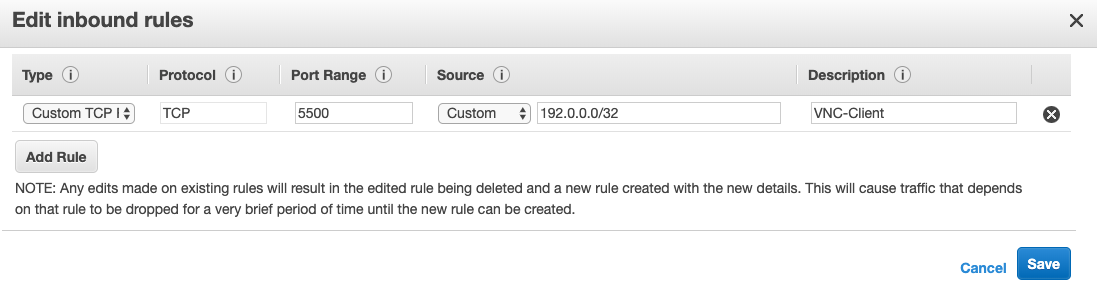 Edit inbound rules
Type Protocol Port Range Source Description
Custom TCP I TCP 5500 Custom 192.0.0.0/32 VNC-Client
Add Rule
NOTE: Any edits made on existing rules will result in the edited rule being deleted and a new rule created with the new details. This will cause traffic that depends
on that rule to be dropped for a very brief period of time until the new rule can be created.
Cancel Save